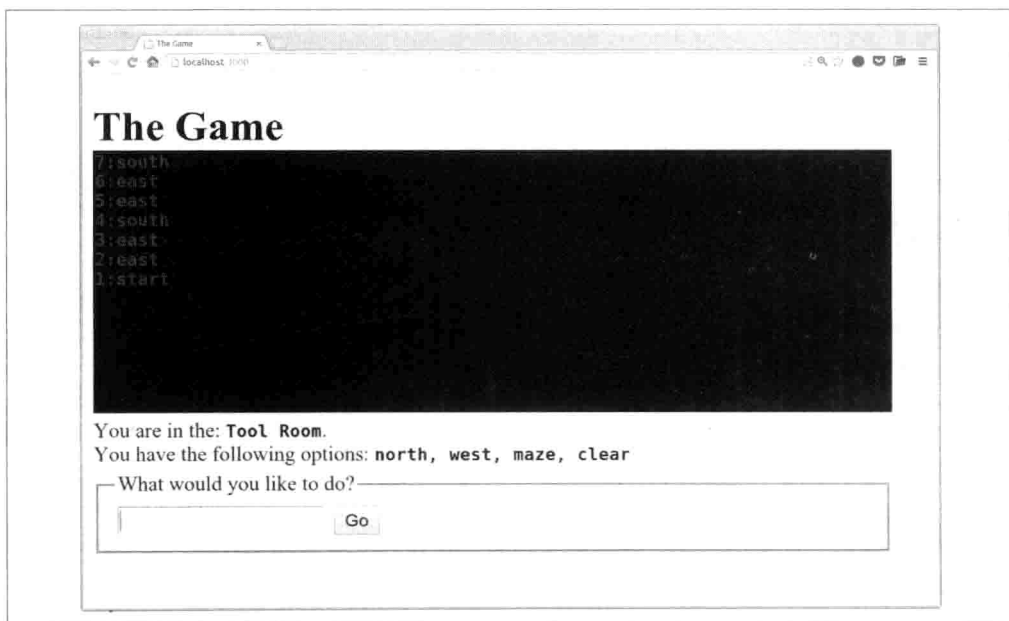 The Game
localhost
The Game
7:south
6:east
5:east
4:south
3:east
2:east
1:start
You are in the: Tool Room.
You have the following options: north, west, maze, clear
What would you like to do?
Go